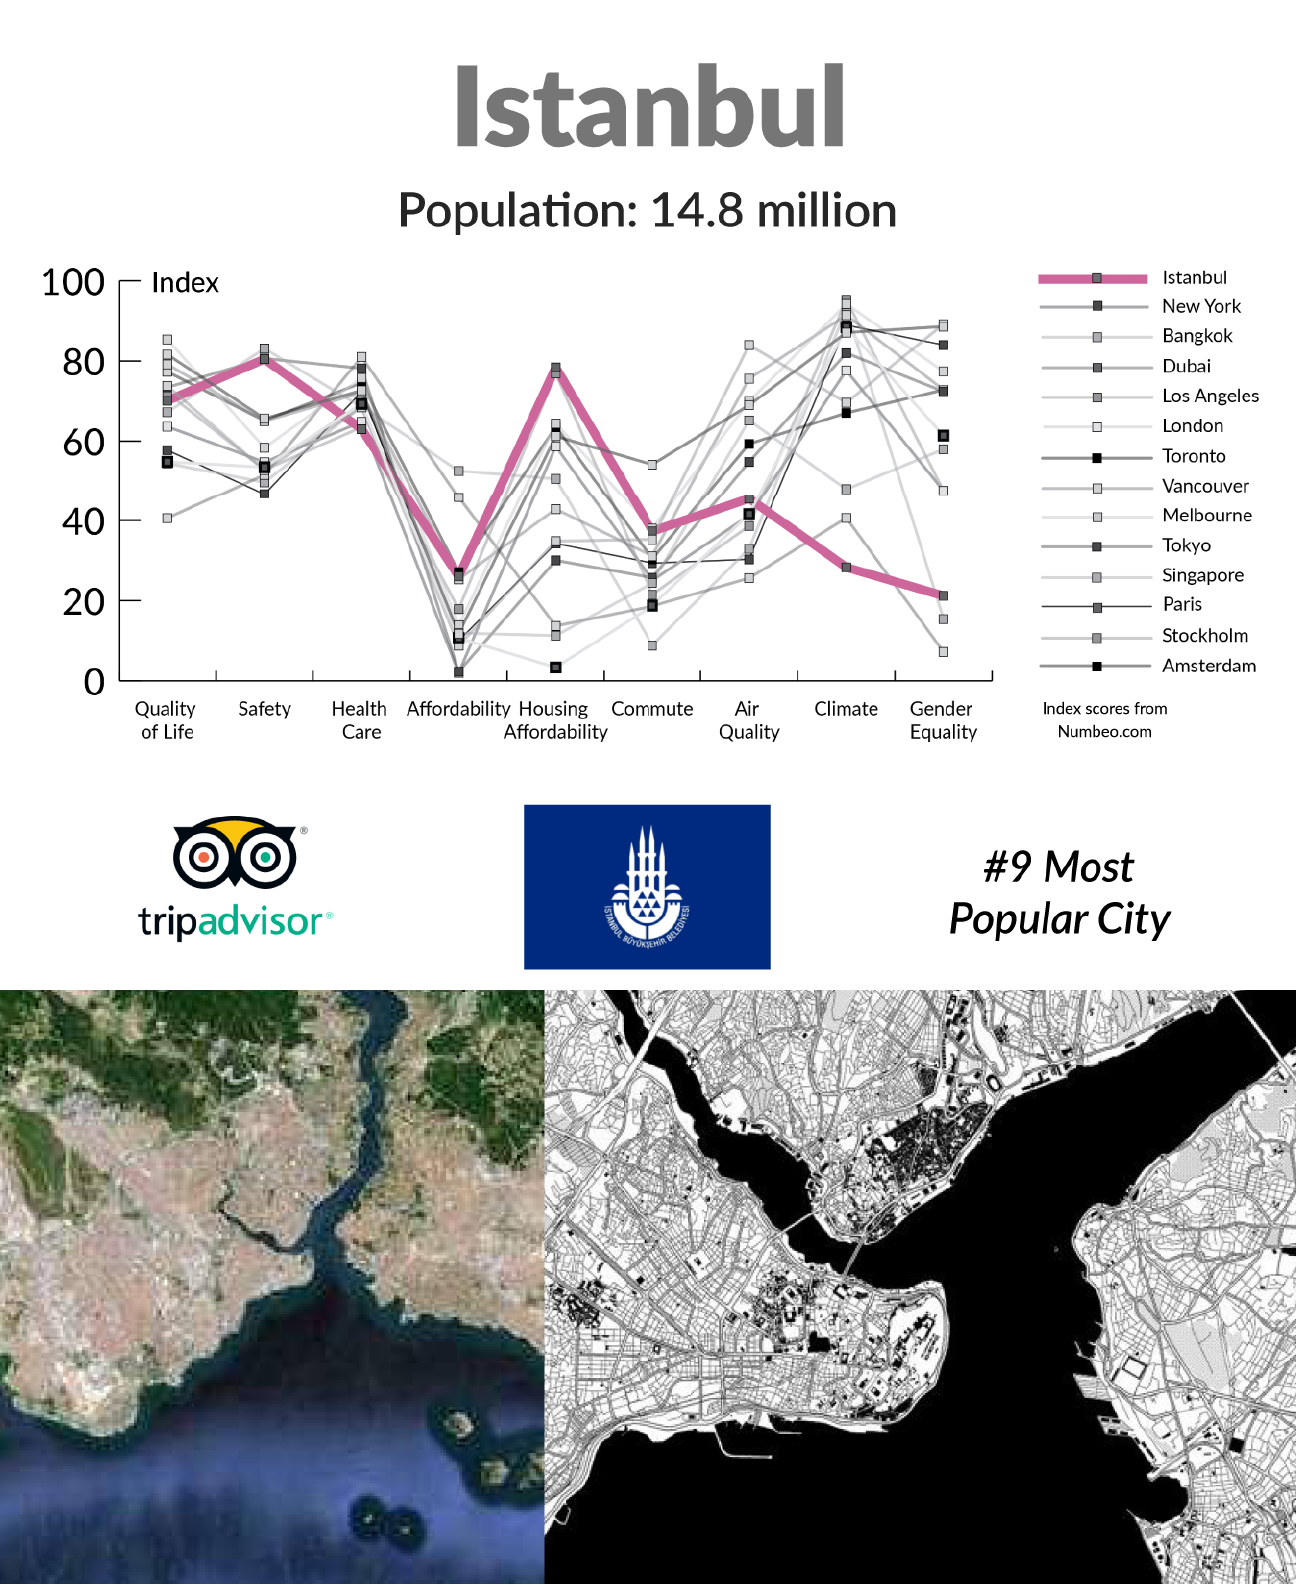 Istanbul
Population: 14.8 million
100
80
60
40
20
0
Index
Quality
of Life
Safety
Health
Care
Affordability
Housing
Affordability
Commute
Air
Quality
Climate
Gender
Equality
Istanbul
New York
Bangkok
Dubai
Los Angeles
London
Toronto
Vancouver
Melbourne
Tokyo
Singapore
Paris
Stockholm
Amsterdam
Index scores from
Numbeo.com
tripadvisor®
İSTANBUL BÜYÜKŞEHİR BELEDİYESİ
#9 Most
Popular City